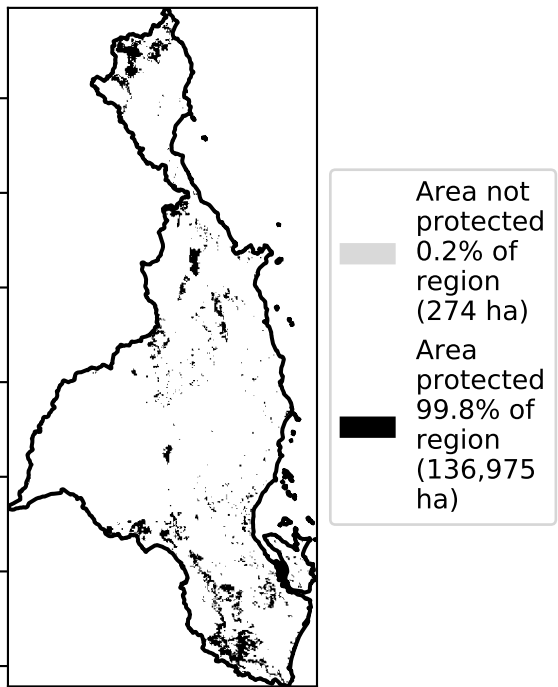 Area not
protected
0.2% of
region
(274 ha)
Area
protected
99.8% of
region
(136,975
ha)